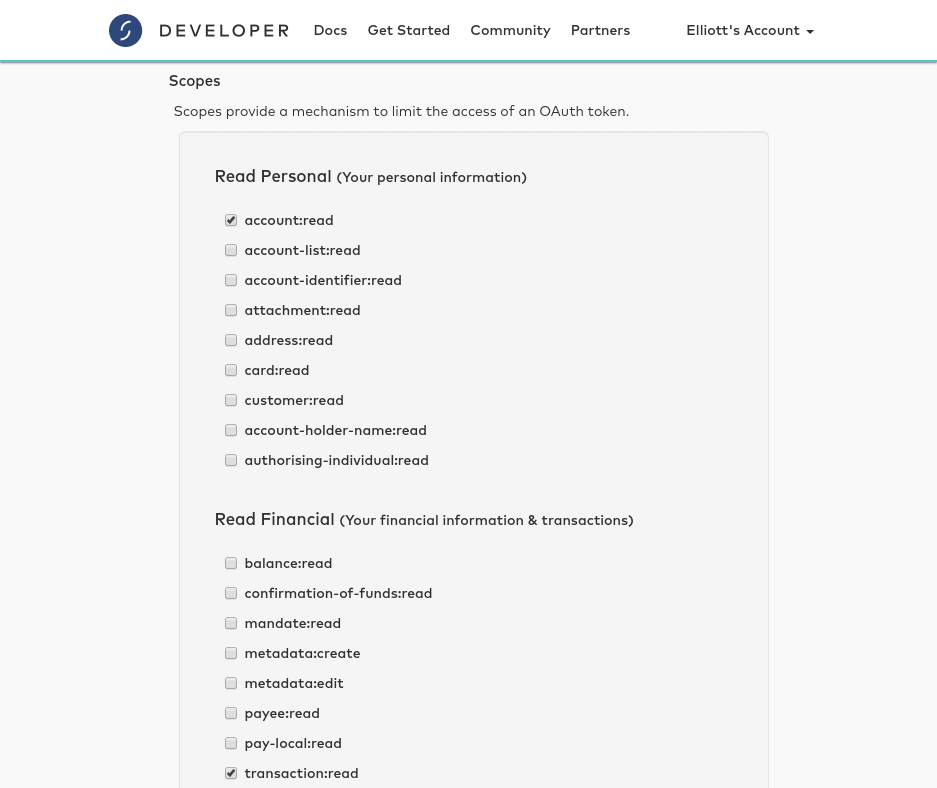 DEVELOPER Docs Get Started Community Partners Elliott's Account
Scopes
Scopes provide a mechanism to limit the access of an OAuth token.
Read Personal (Your personal information)
account:read
account-list:read
account-identifier:read
attachment:read
address:read
card:read
customer:read
account-holder-name:read
authorising-individual:read
Read Financial (Your financial information & transactions)
balance:read
confirmation-of-funds:read
mandate:read
metadata:create
metadata:edit
payee:read
pay-local:read
transaction:read